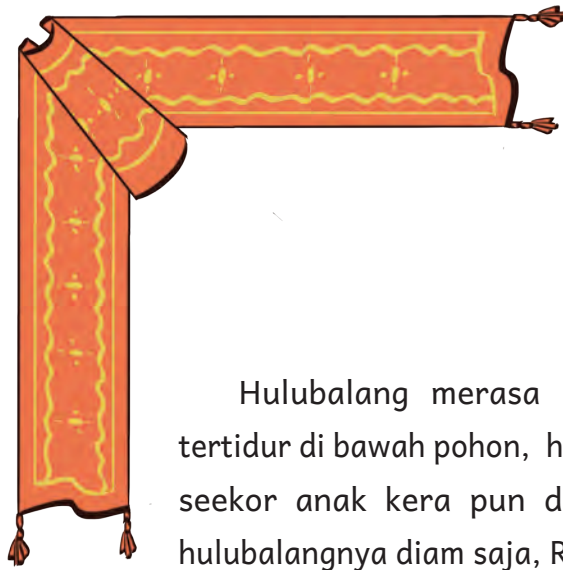 Hulubalang merasa
tertidur di bawah pohon, h
seekor anak kera pun d
hulubalangnya diam saja, R